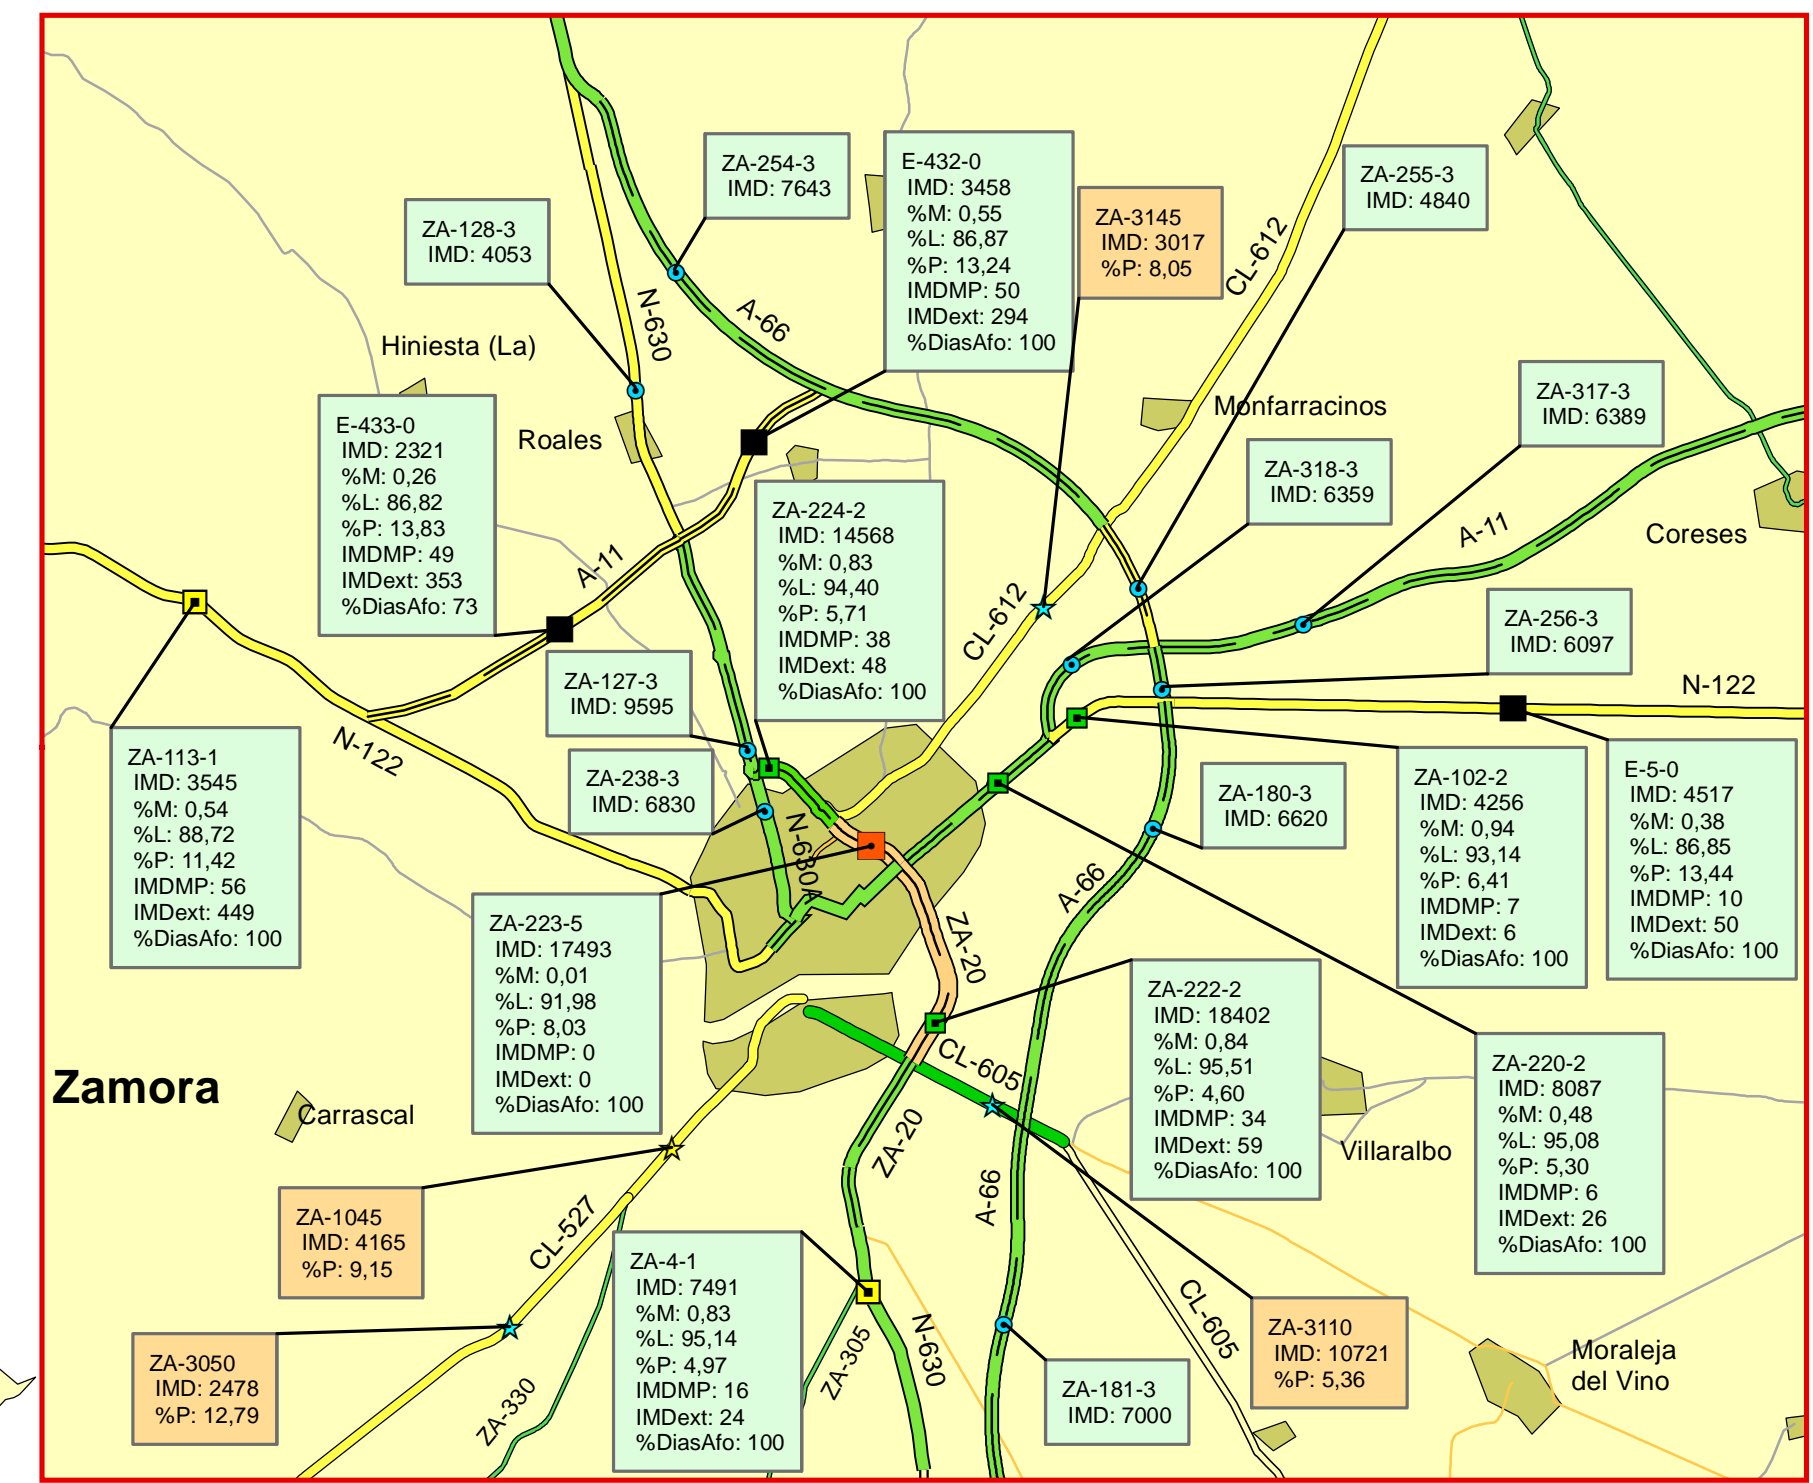 ZA-254-3
IMD: 7643
E-432-0
IMD: 3458
%M: 0,55
%L: 86,87
%P: 13,24
IMDMP: 50
IMDext: 294
%DiasAfo: 100
ZA-255-3
IMD: 4840
ZA-3145
IMD: 3017
%P: 8,05
ZA-128-3
IMD: 4053
CL-612
N-630
A-66
Hiniesta (La)
Monfarracinos
ZA-317-3
IMD: 6389
E-433-0
IMD: 2321
%M: 0,26
%L: 86,82
%P: 13,83
IMDMP: 49
IMDext: 353
%DiasAfo: 73
Roales
ZA-318-3
IMD: 6359
ZA-224-2
IMD: 14568
%M: 0,83
%L: 94,40
%P: 5,71
IMDMP: 38
IMDext: 48
%DiasAfo: 100
A-11
Coreses
A-11
CL-612
ZA-256-3
IMD: 6097
ZA-127-3
IMD: 9595
N-122
N-122
ZA-113-1
IMD: 3545
%M: 0,54
%L: 88,72
%P: 11,42
IMDMP: 56
IMDext: 449
%DiasAfo: 100
ZA-238-3
IMD: 6830
ZA-180-3
IMD: 6620
ZA-102-2
IMD: 4256
%M: 0,94
%L: 93,14
%P: 6,41
IMDMP: 7
IMDext: 6
%DiasAfo: 100
E-5-0
IMD: 4517
%M: 0,38
%L: 86,85
%P: 13,44
IMDMP: 10
IMDext: 50
%DiasAfo: 100
N-630A
A-66
ZA-223-5
IMD: 17493
%M: 0,01
%L: 91,98
%P: 8,03
IMDMP: 0
IMDext: 0
%DiasAfo: 100
ZA-20
ZA-222-2
IMD: 18402
%M: 0,84
%L: 95,51
%P: 4,60
IMDMP: 34
IMDext: 59
%DiasAfo: 100
CL-605
ZA-220-2
IMD: 8087
%M: 0,48
%L: 95,08
%P: 5,30
IMDMP: 6
IMDext: 26
%DiasAfo: 100
Zamora
Carrascal
ZA-20
Villaralbo
A-66
ZA-1045
IMD: 4165
%P: 9,15
CL-527
ZA-4-1
IMD: 7491
%M: 0,83
%L: 95,14
%P: 4,97
IMDMP: 16
IMDext: 24
%DiasAfo: 100
CL-605
ZA-3110
IMD: 10721
%P: 5,36
ZA-3050
IMD: 2478
%P: 12,79
ZA-305
N-630
Moraleja
del Vino
ZA-330
ZA-181-3
IMD: 7000